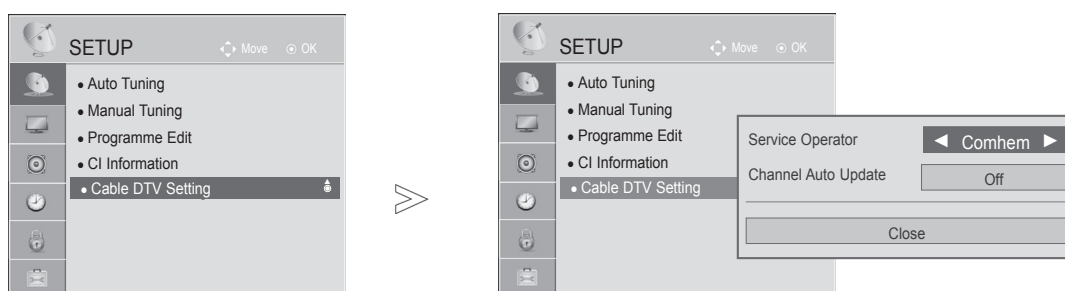 SETUP
Move OK
• Auto Tuning
• Manual Tuning
• Programme Edit
• CI Information
• Cable DTV Setting
SETUP
Move OK
• Auto Tuning
• Manual Tuning
• Programme Edit
• CI Information
• Cable DTV Setting
Service Operator ◄ Comhem ►
Channel Auto Update Off
Close